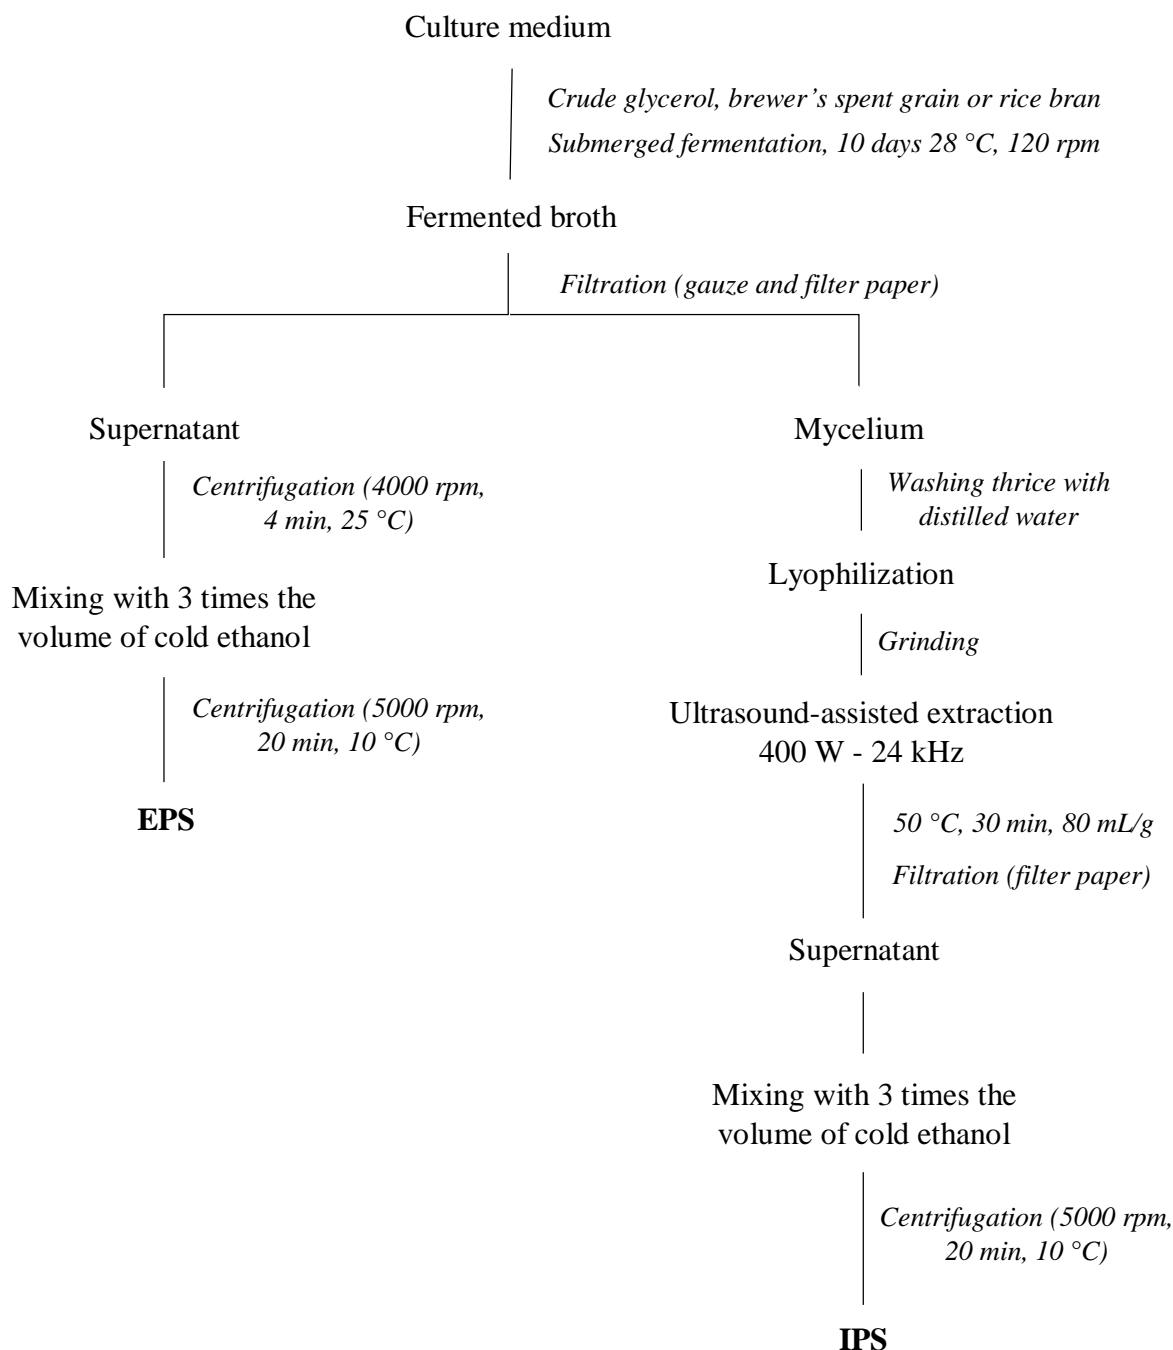 Culture medium
Crude glycerol, brewer’s spent grain or rice bran
Submerged fermentation, 10 days 28 °C, 120 rpm
Fermented broth
Filtration (gauze and filter paper)
Supernatant
Centrifugation (4000 rpm,
4 min, 25 °C)
Mixing with 3 times the
volume of cold ethanol
Centrifugation (5000 rpm,
20 min, 10 °C)
EPS
Mycelium
Washing thrice with
distilled water
Lyophilization
Grinding
Ultrasound-assisted extraction
400 W - 24 kHz
50 °C, 30 min, 80 mL/g
Filtration (filter paper)
Supernatant
Mixing with 3 times the
volume of cold ethanol
Centrifugation (5000 rpm,
20 min, 10 °C)
IPS